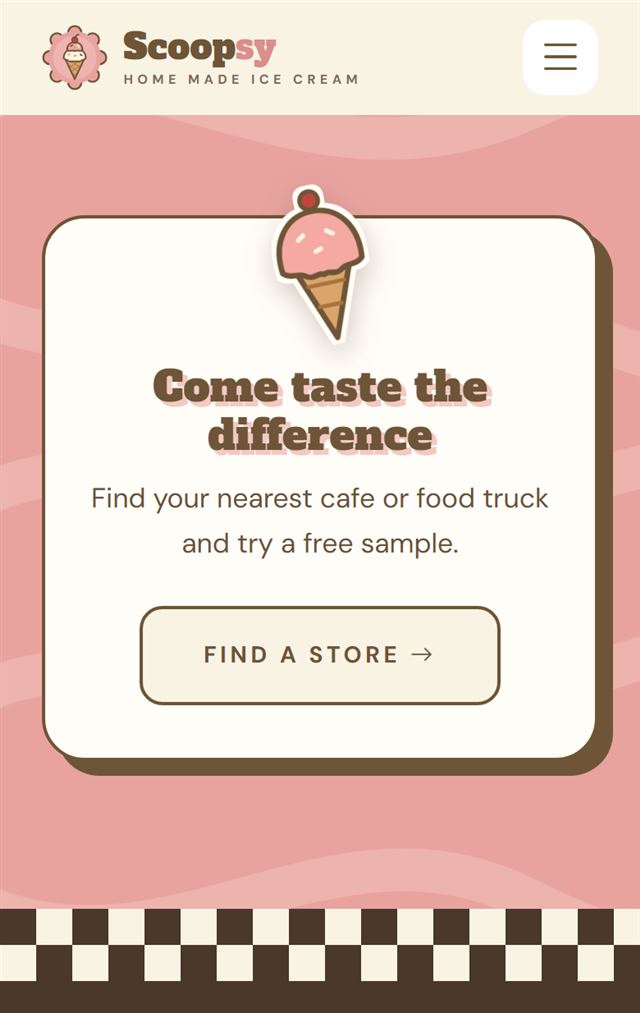 Scoopsy
HOME MADE ICE CREAM
Come taste the
difference
Find your nearest cafe or food truck
and try a free sample.
FIND A STORE →